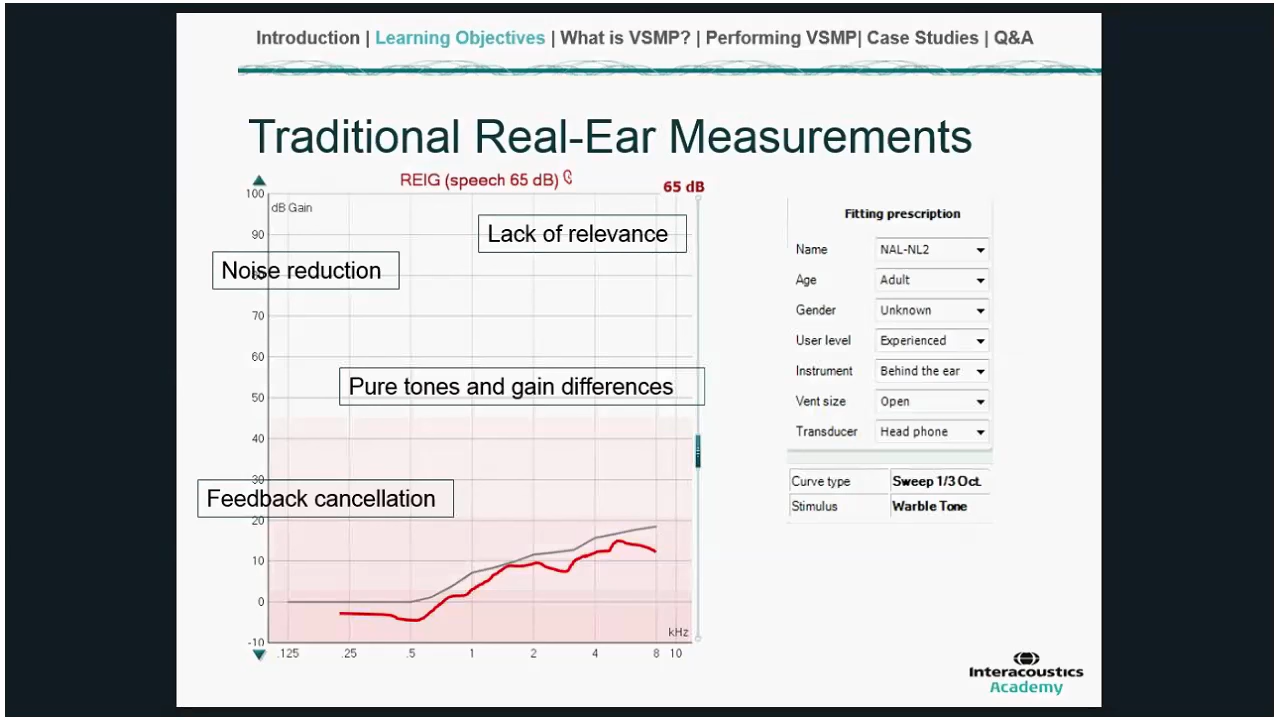 Introduction | Learning Objectives | What is VSMP? | Performing VSMP| Case Studies | Q&A
Traditional Real-Ear Measurements
REIG (speech 65 dB)
65 dB
100
dB Gain
90
80
70
60
50
40
30
20
10
0
-10
kHz
.125 .25 .5 1 2 4 8 10
Lack of relevance
Noise reduction
Pure tones and gain differences
Feedback cancellation
Fitting prescription
Name NAL-NL2
Age Adult
Gender Unknown
User level Experienced
Instrument Behind the ear
Vent size Open
Transducer Head phone
Curve type Sweep 1/3 Oct.
Stimulus Warble Tone
Interacoustics
Academy